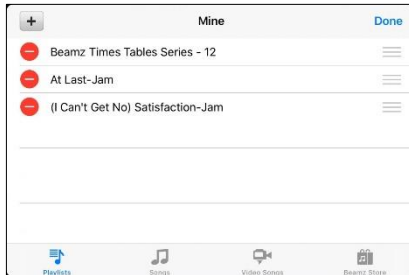 + Mine Done
Beamz Times Tables Series - 12
At Last-Jam
(I Can't Get No) Satisfaction-Jam
Playlists Songs Video Songs Beamz Store